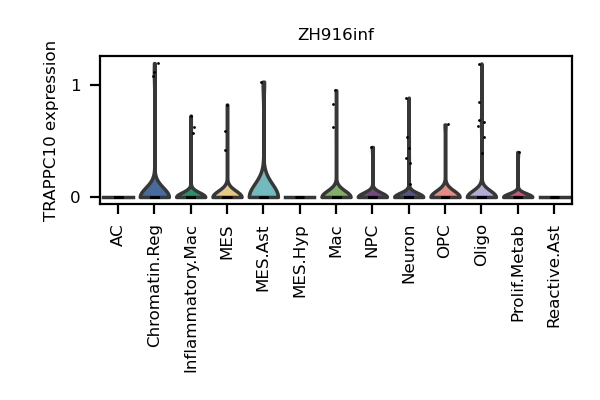 ZH916inf
TRAPPC10 expression
1
0
AC
Chromatin.Reg
Inflammatory.Mac
MES
MES.Ast
MES.Hyp
Mac
NPC
Neuron
OPC
Oligo
Prolif.Metab
Reactive.Ast